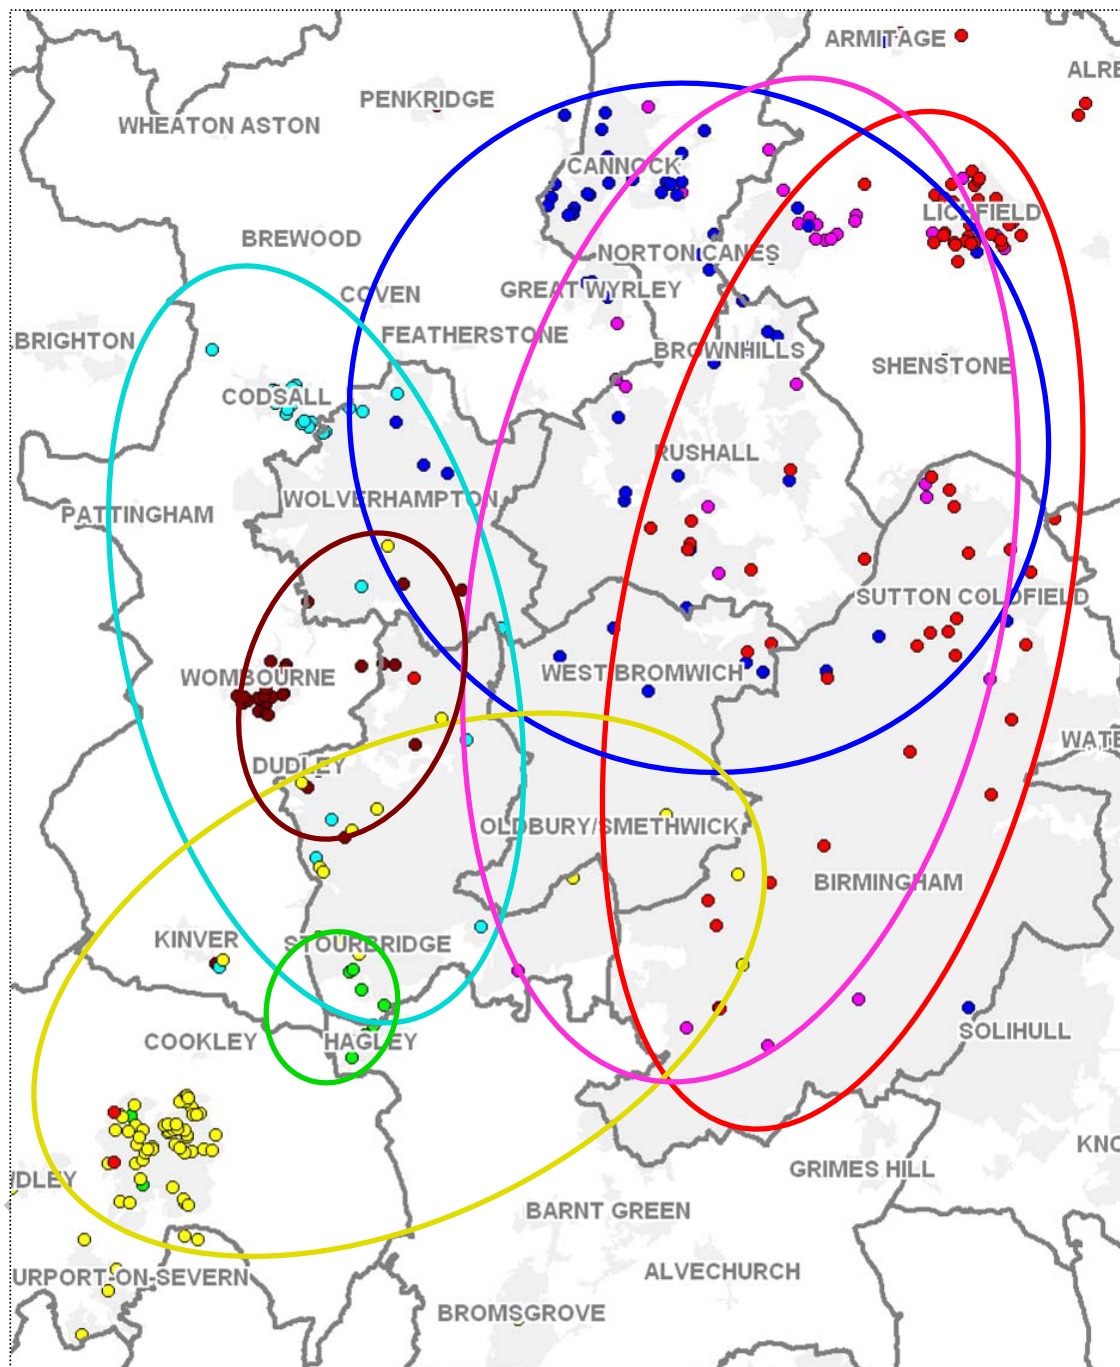 ARMITAGE
ALRE
PENKRIDGE
WHEATON ASTON
CANNOCK
LICHFIELD
BREWOOD
NORTON CANES
COVEN
GREAT WYRLEY
FEATHERSTONE
BRIGHTON
BROWNHILLS
SHENSTONE
CODSALL
RUSHALL
WOLVERHAMPTON
PATTINGHAM
SUTTON COLDFIELD
WOMBOURNE
WEST BROMWICH
WATE
DUDLEY
OLDBURY/SMETHWICK
BIRMINGHAM
KINVER
STOURBRIDGE
COOKLEY
HAGLEY
SOLIHULL
KNO
GRIMES HILL
UDLEY
BARNT GREEN
URPORT-ON-SEVERN
ALVECHURCH
BROMSGROVE